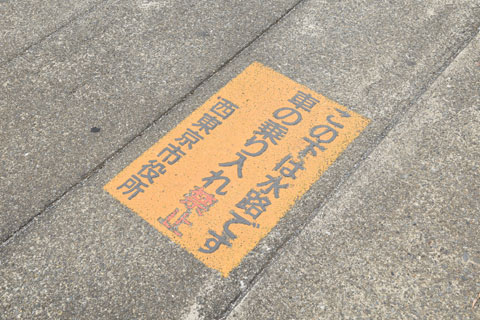 この下は水路です
車の乗り入れ禁止
西東京市役所